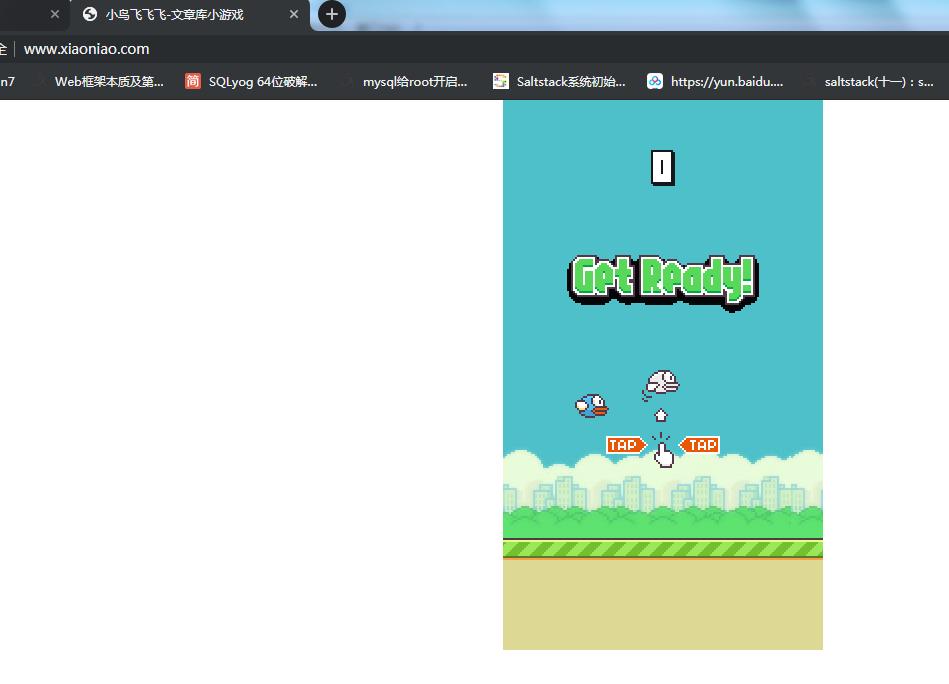 小鸟飞飞飞-文章库小游戏
www.xiaoniao.com
n7
Web框架本质及第...
简
SQLyog 64位破解...
mysql给root开启...
Saltstack系统初始...
https://yun.baidu....
saltstack(十一)：s...
Get Ready!
TAP
TAP